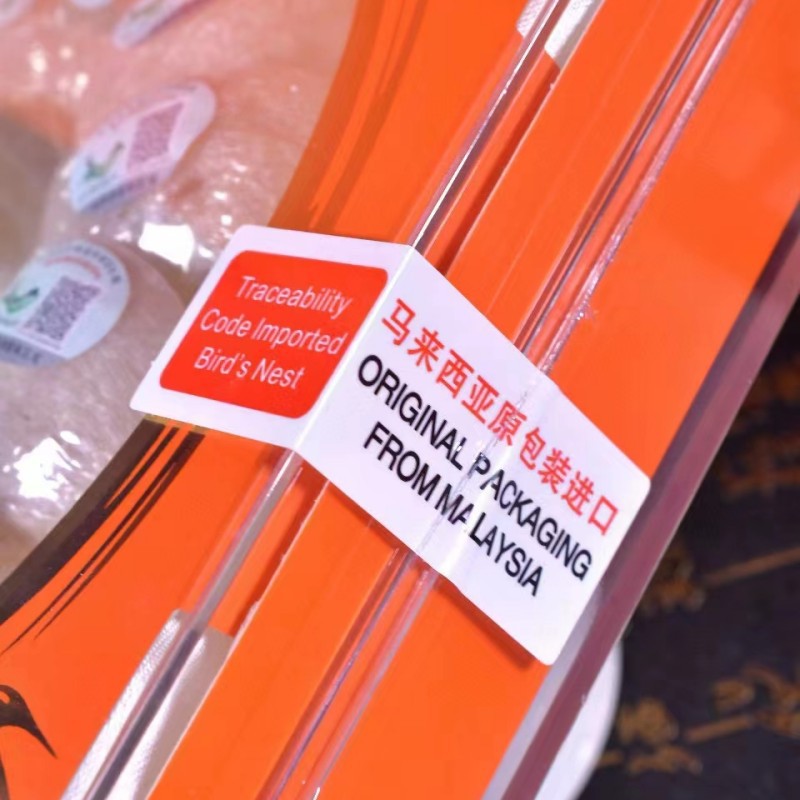 Traceability
Code Imported
Bird's Nest
马来西亚原包装进口
ORIGINAL PACKAGING
FROM MALAYSIA